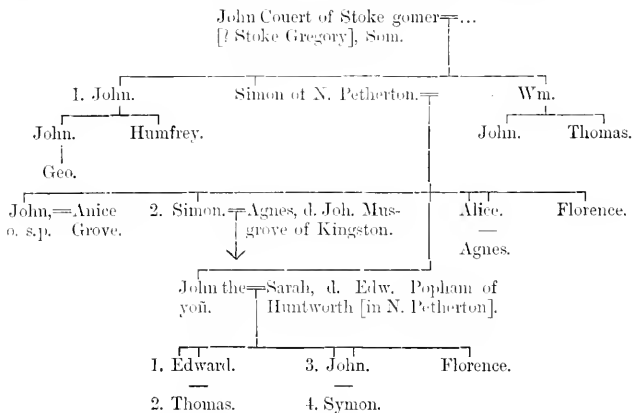 John Couert of Stoke gomer=...
[? Stoke Gregory], Som.
1. John. Simon of N. Petherton.= Wm.
John. Humfrey. John. Thomas.
Geo.
John,=Anice 2. Simon.=Agnes, d. Joh. Mus- Alice. Florence.
o. s.p. Grove. grove of Kingston. Agnes.
John the=Sarah, d. Edw. Popham of
yoñ. Huntworth [in N. Petherton].
1. Edward. 3. John. Florence.
2. Thomas. 4. Symon.